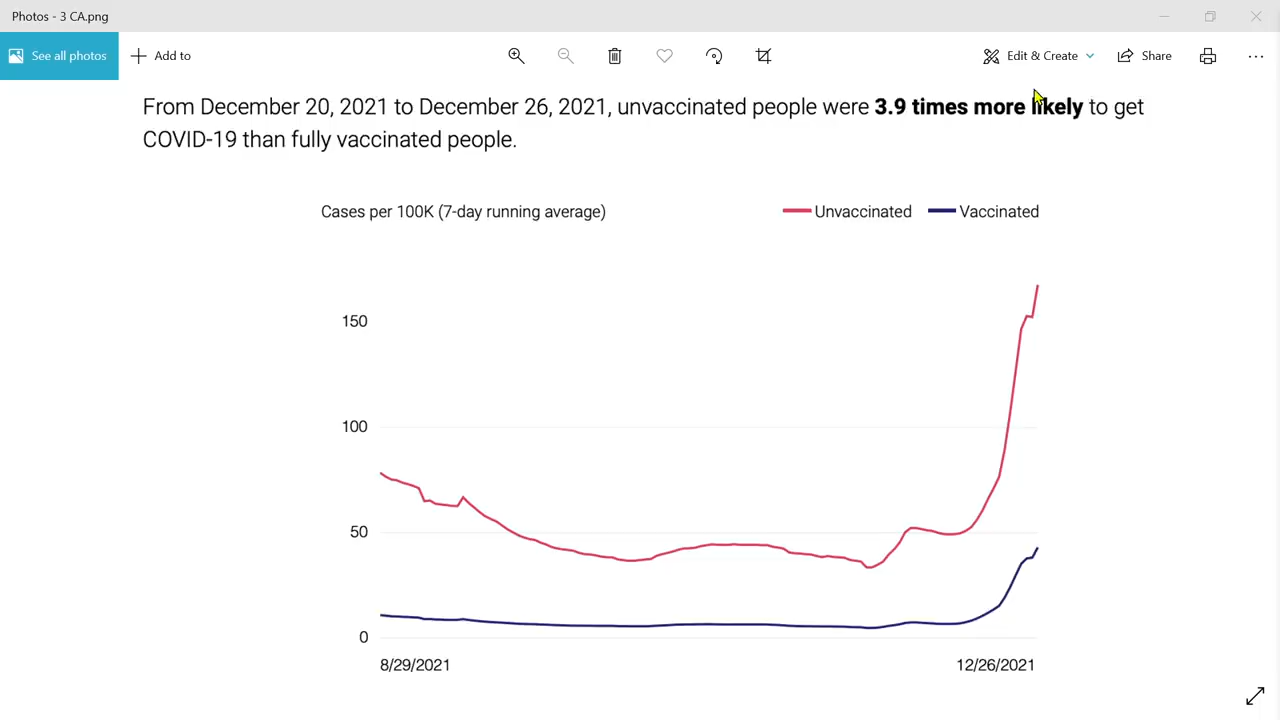 Photos - 3 CA.png
See all photos
Add to
Edit & Create
Share
From December 20, 2021 to December 26, 2021, unvaccinated people were 3.9 times more likely to get
COVID-19 than fully vaccinated people.
Cases per 100K (7-day running average)
Unvaccinated
Vaccinated
150
100
50
0
8/29/2021
12/26/2021